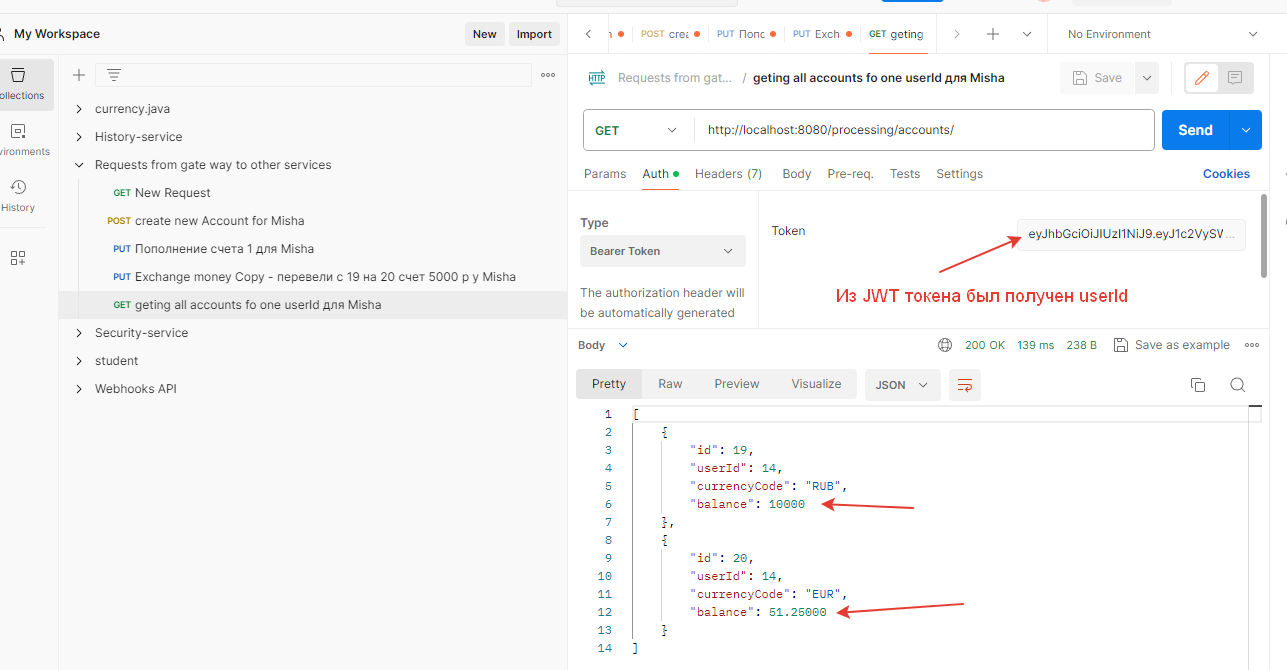 My Workspace
New
Import
POST
PUT
PUT Exch
GET geting
No Environment
ollections
vironments
History
currency.java
History-service
Requests from gate way to other services
GET New Request
POST create new Account for Misha
PUT Пополнение счета 1 для Misha
PUT Exchange money Copy - перевели с 19 на 20 счет 5000 р у Misha
GET geting all accounts fo one userId для Misha
Security-service
student
Webhooks API
HTTP
Requests from gat... / geting all accounts fo one userId для Misha
Save
GET
http://localhost:8080/processing/accounts/
Send
Params
Auth
Headers (7)
Body
Pre-req.
Tests
Settings
Cookies
Type
Bearer Token
The authorization header will
be automatically generated
Token
eyJhbGciOiJIUzI1NiJ9.eyJ1c2VySW...
Из JWT токена был получен userId
Body
200 OK
139 ms
238 B
Save as example
Pretty
Raw
Preview
Visualize
JSON
1 [
2 {
3 "id": 19,
4 "userId": 14,
5 "currencyCode": "RUB",
6 "balance": 10000
7 },
8 {
9 "id": 20,
10 "userId": 14,
11 "currencyCode": "EUR",
12 "balance": 51.25000
13 }
14 ]